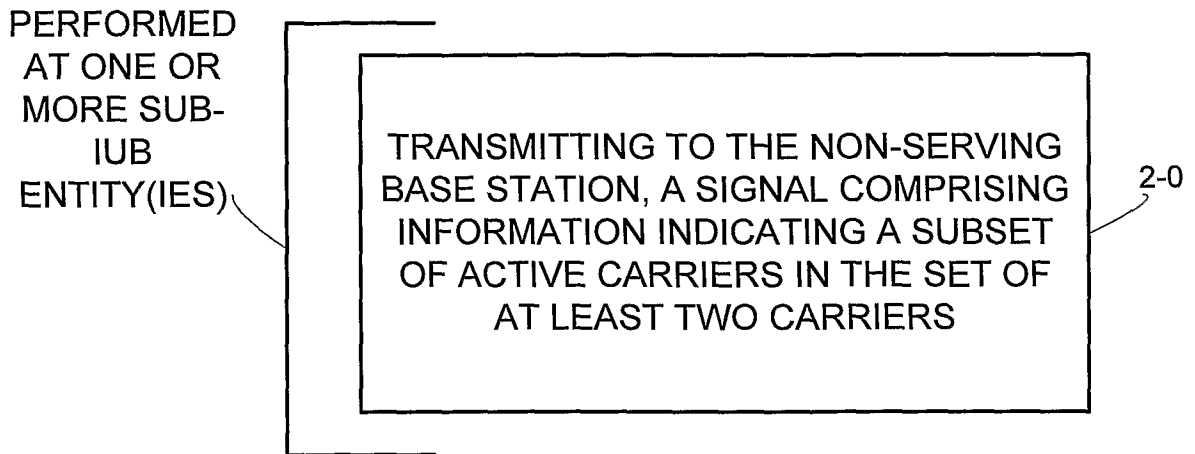 PERFORMED
AT ONE OR
MORE SUB-
IUB
ENTITY(IES)
TRANSMITTING TO THE NON-SERVING
BASE STATION, A SIGNAL COMPRISING
INFORMATION INDICATING A SUBSET
OF ACTIVE CARRIERS IN THE SET OF
AT LEAST TWO CARRIERS
2-0